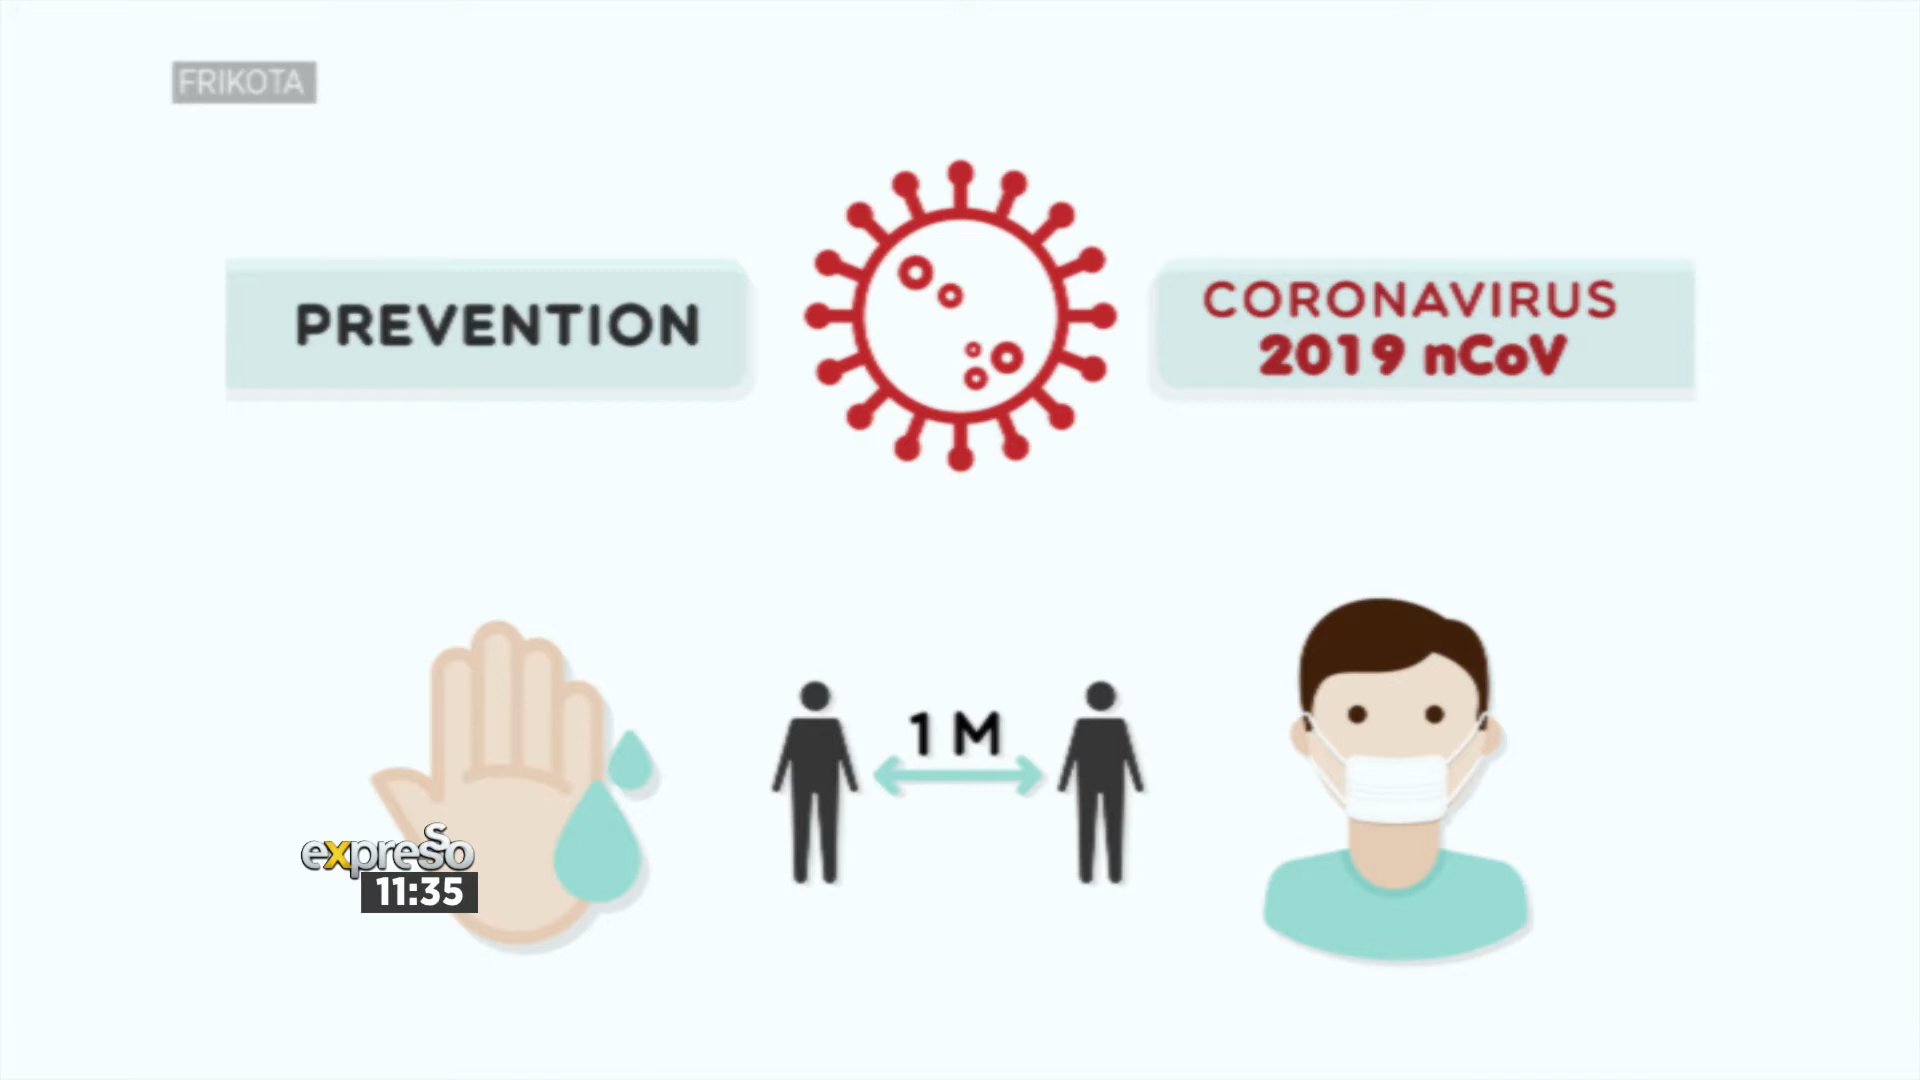 FRIKOTA
PREVENTION
CORONAVIRUS
2019 nCoV
1 M
expresso
11:35